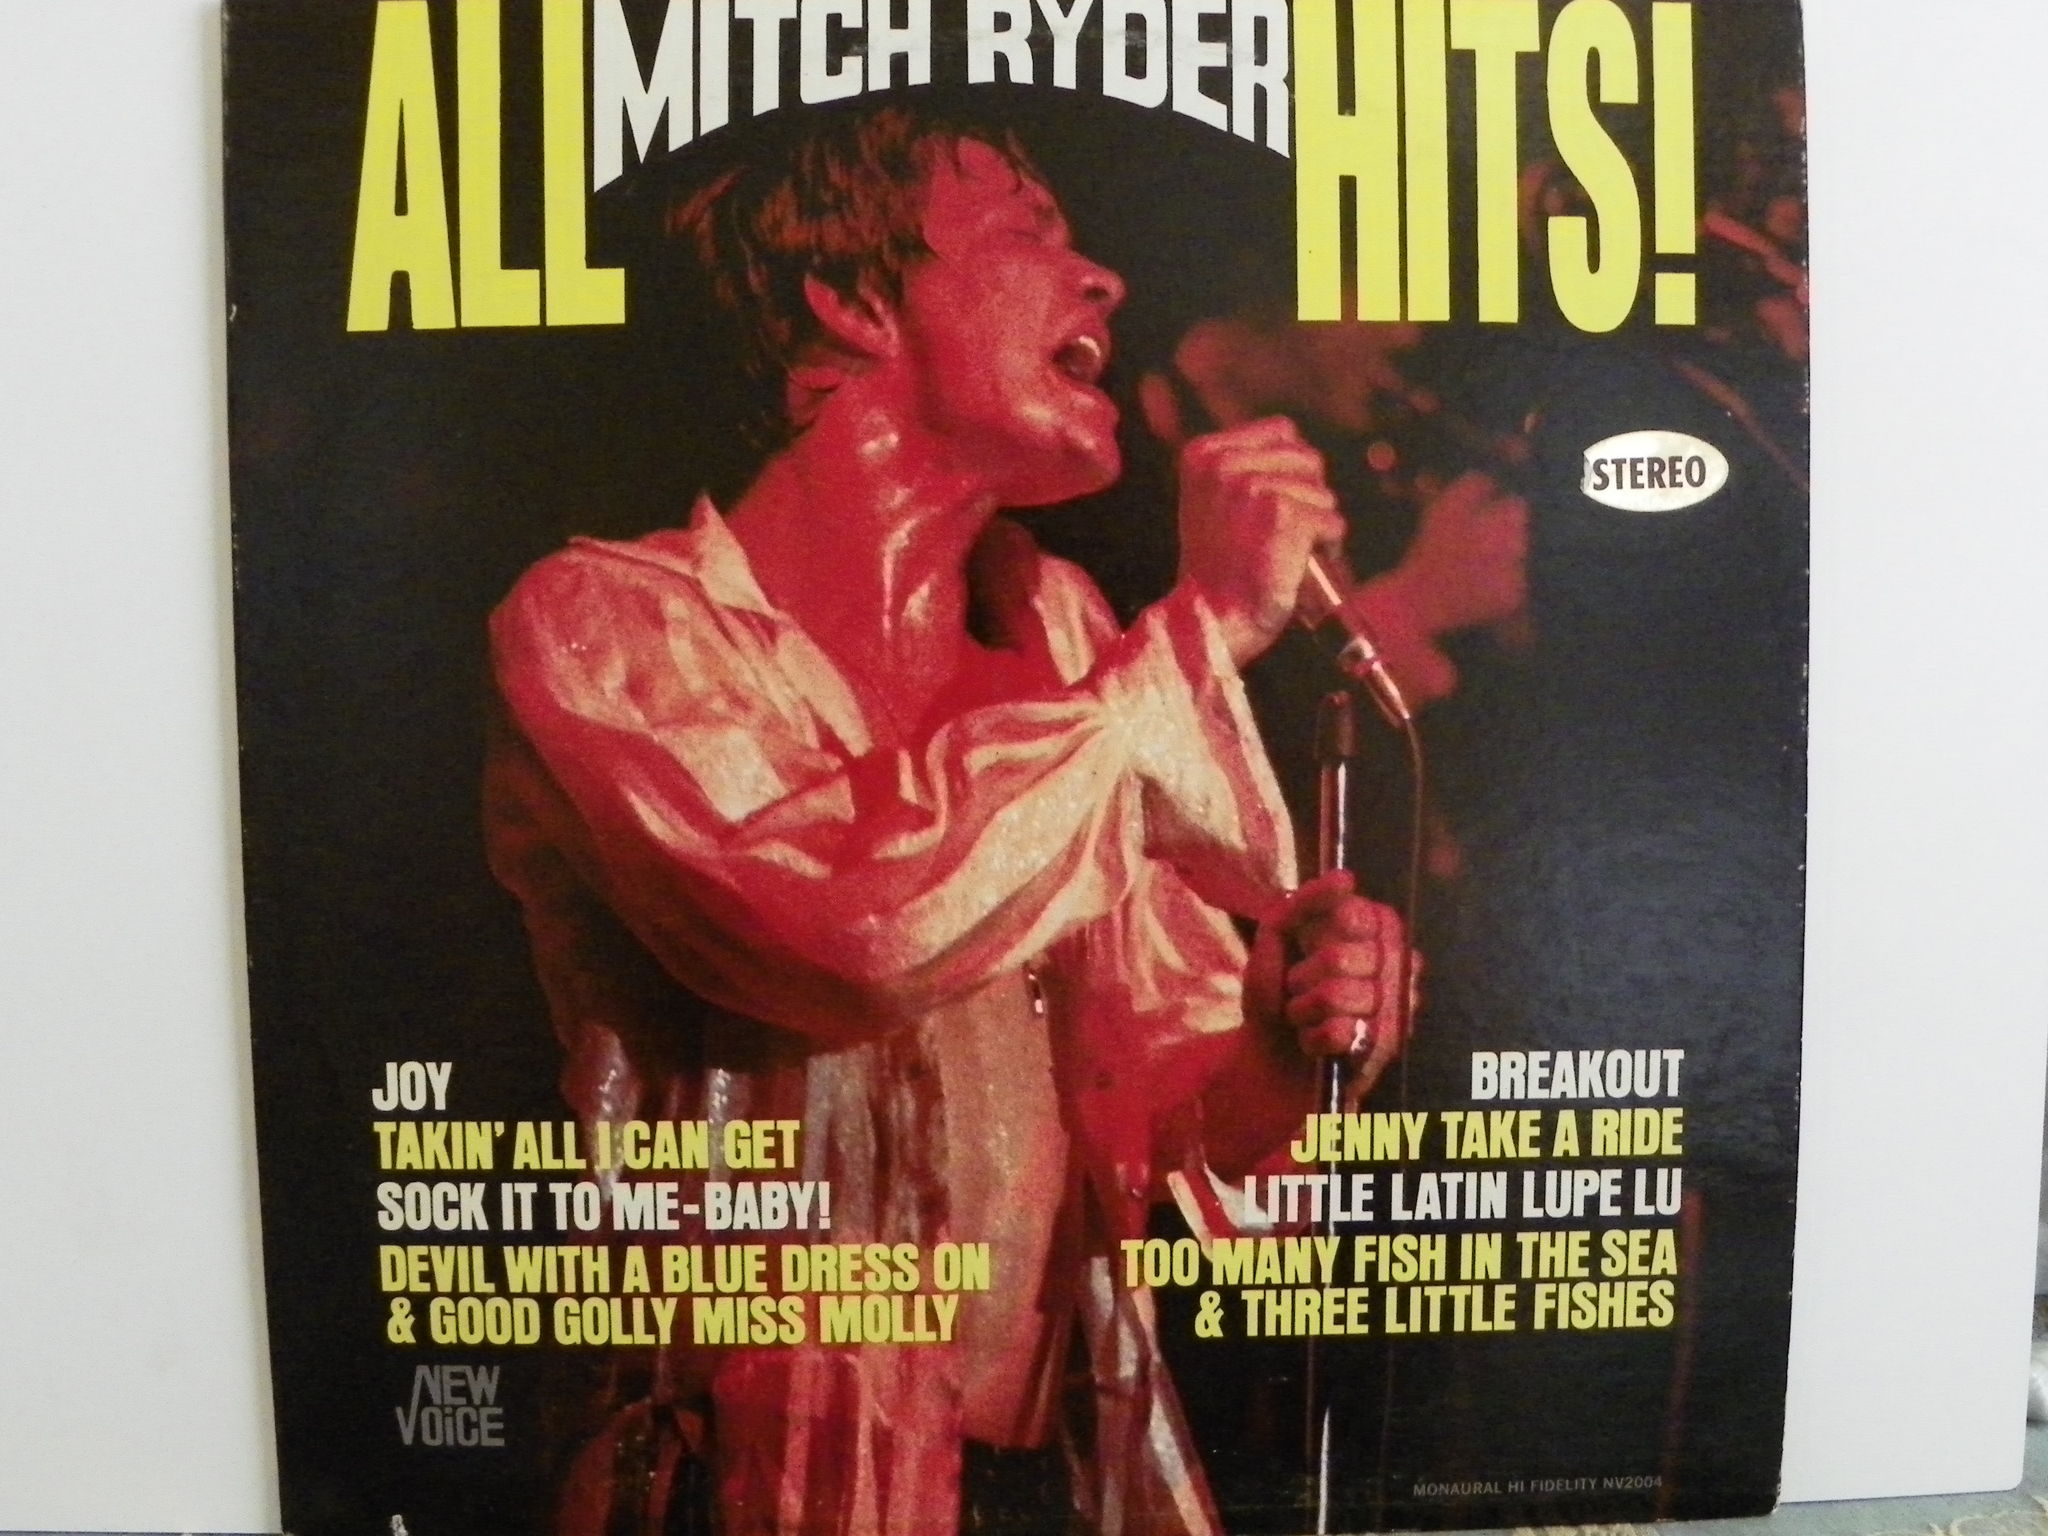 ALL MITCH RYDER HITS!
STEREO
JOY
TAKIN' ALL I CAN GET
SOCK IT TO ME-BABY!
DEVIL WITH A BLUE DRESS ON
& GOOD GOLLY MISS MOLLY
BREAKOUT
JENNY TAKE A RIDE
LITTLE LATIN LUPE LU
TOO MANY FISH IN THE SEA
& THREE LITTLE FISHES
NEW
VOiCE
MONAURAL HI FIDELITY NV2004